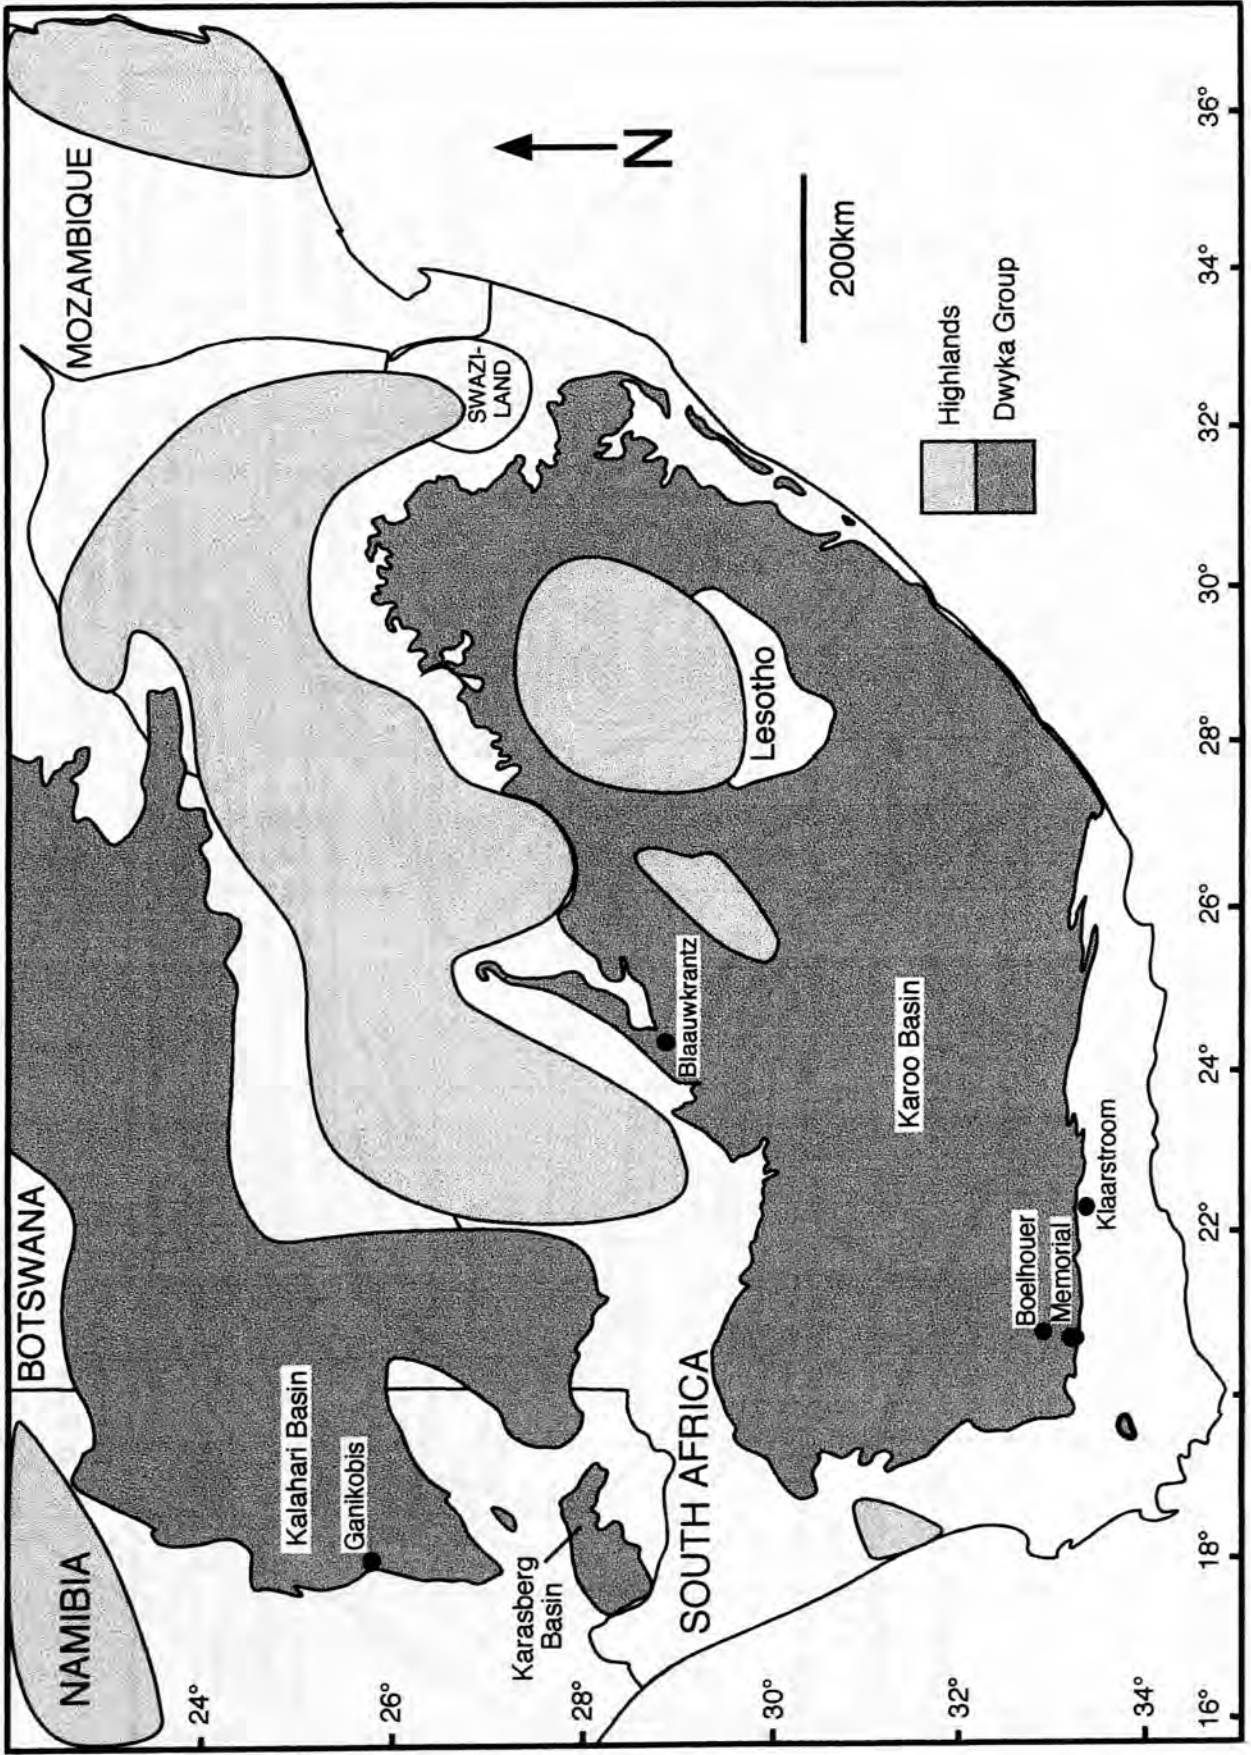 MOZAMBIQUE
BOTSWANA
NAMIBIA
SWAZI-
LAND
N
200km
Highlands
Dwyka Group
Lesotho
Kalahari Basin
Ganikobis
Blaauwkrantz
Karasberg
Basin
SOUTH AFRICA
Karoo Basin
Boelhouer
Memorial
Klaarstroom
24°
26°
28°
30°
32°
34°
16°
18°
22°
24°
26°
28°
30°
32°
34°
36°